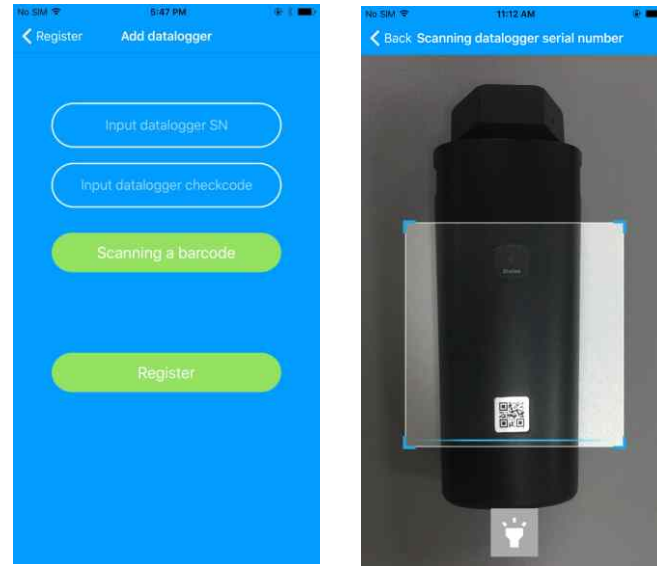 No SIM 5:47 PM
Register Add datalogger
Input datalogger SN
Input datalogger checkcode
Scanning a barcode
Register
No SIM 11:12 AM
Back Scanning datalogger serial number